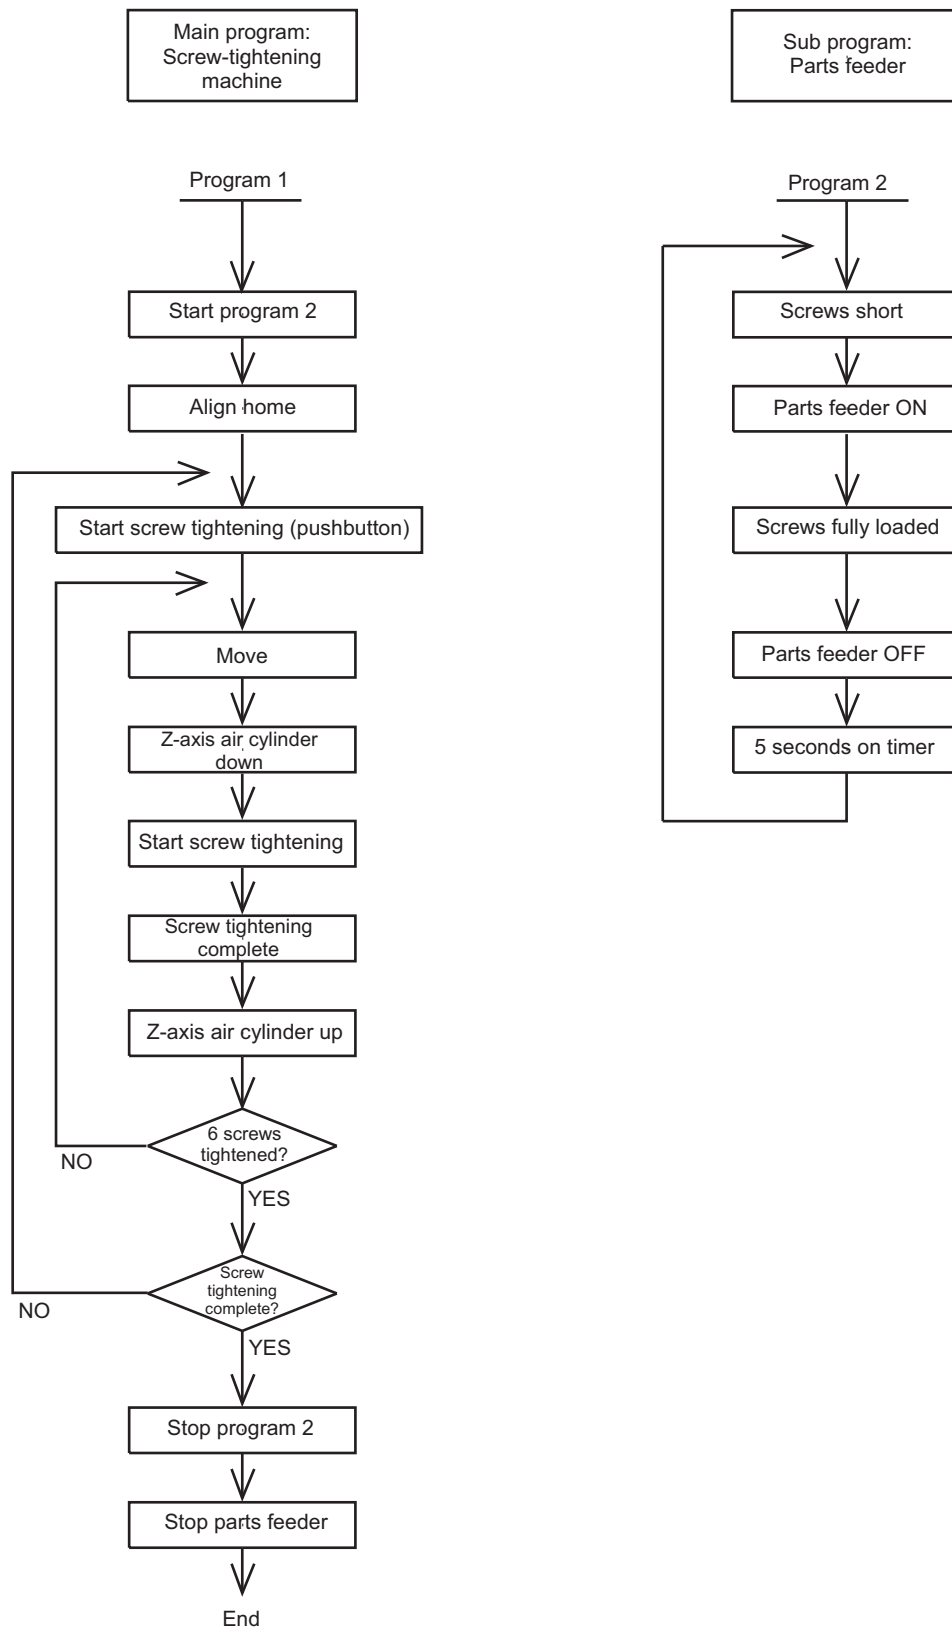 Main program:
Screw-tightening
machine
Program 1
Start program 2
Align home
Start screw tightening (pushbutton)
Move
Z-axis air cylinder
down
Start screw tightening
Screw tightening
complete
Z-axis air cylinder up
6 screws
tightened?
NO
YES
Screw
tightening
complete?
NO
YES
Stop program 2
Stop parts feeder
End
Sub program:
Parts feeder
Program 2
Screws short
Parts feeder ON
Screws fully loaded
Parts feeder OFF
5 seconds on timer